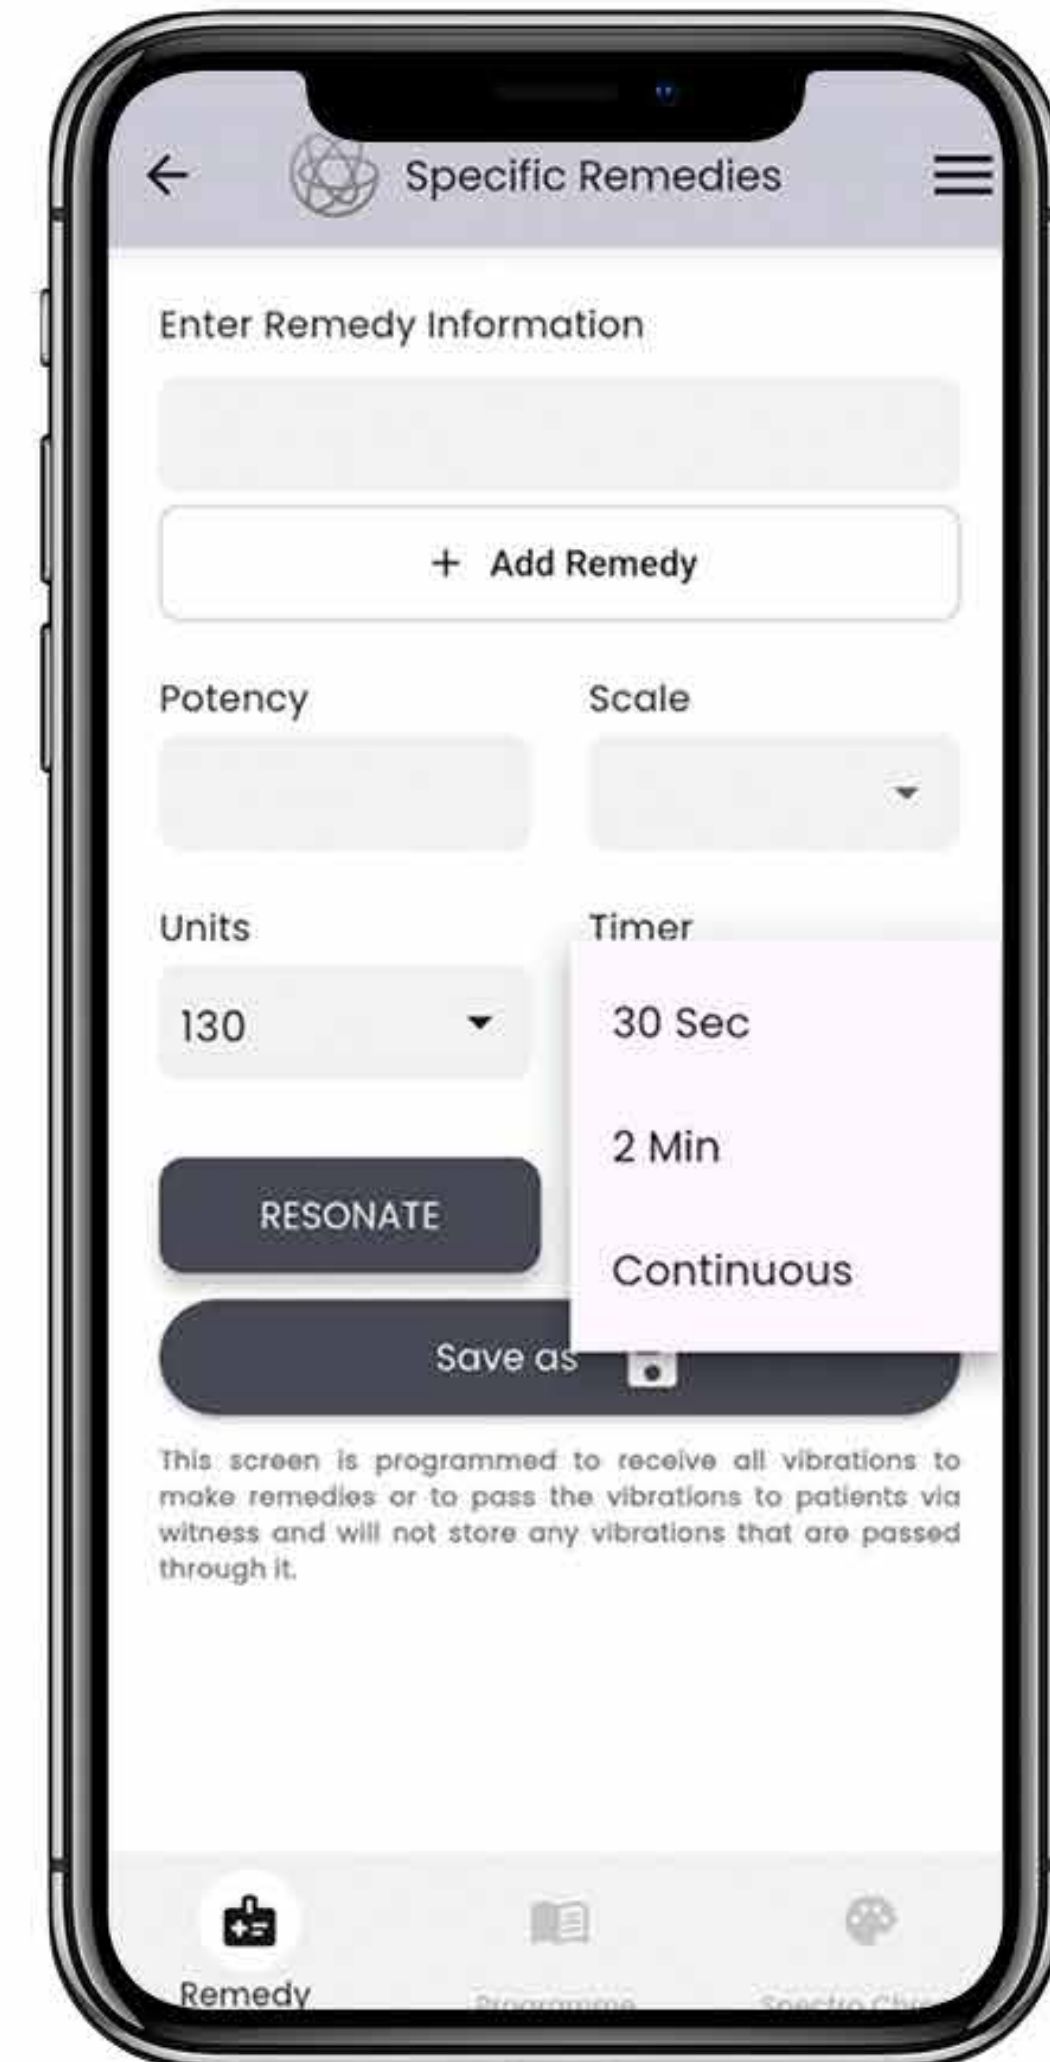 Specific Remedies
Enter Remedy Information
+ Add Remedy
Potency Scale
Units Timer
130
30 Sec
2 Min
RESONATE
Continuous
Save as
This screen is programmed to receive all vibrations to
make remedies or to pass the vibrations to patients via
witness and will not store any vibrations that are passed
through it.
Remedy Programme Spectro